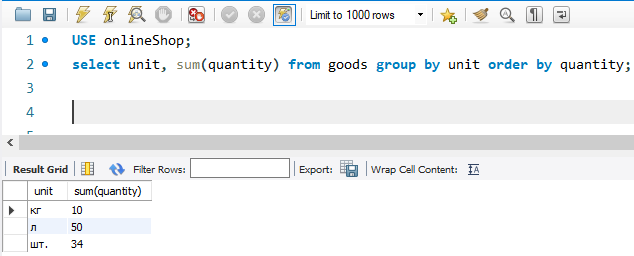 Limit to 1000 rows
1 USE onlineShop;
2 select unit, sum(quantity) from goods group by unit order by quantity;
3
4
Result Grid Filter Rows: Export: Wrap Cell Content: IA
unit sum(quantity)
кг 10
л 50
шт. 34